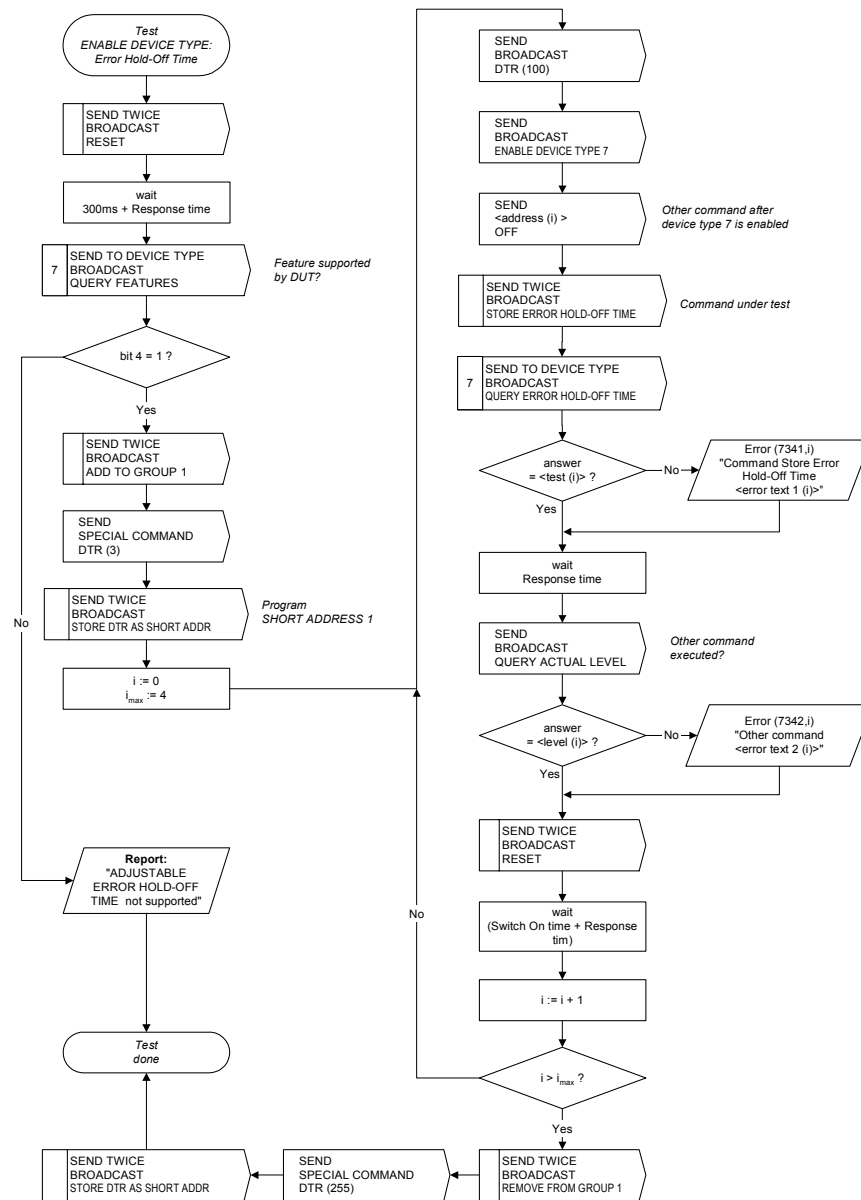 Test
ENABLE DEVICE TYPE:
Error Hold-Off Time
SEND TWICE
BROADCAST
RESET
wait
300ms + Response time
7
SEND TO DEVICE TYPE
BROADCAST
QUERY FEATURES
Feature supported
by DUT?
bit 4 = 1 ?
Yes
SEND TWICE
BROADCAST
ADD TO GROUP 1
SEND
SPECIAL COMMAND
DTR (3)
No
SEND TWICE
BROADCAST
STORE DTR AS SHORT ADDR
Program
SHORT ADDRESS 1
i := 0
imax := 4
Report:
"ADJUSTABLE
ERROR HOLD-OFF
TIME not supported"
Test
done
SEND
BROADCAST
DTR (100)
SEND
BROADCAST
ENABLE DEVICE TYPE 7
SEND
<address (i) >
OFF
Other command after
device type 7 is enabled
SEND TWICE
BROADCAST
STORE ERROR HOLD-OFF TIME
Command under test
7
SEND TO DEVICE TYPE
BROADCAST
QUERY ERROR HOLD-OFF TIME
answer
= <test (i)> ?
No
Error (7341,i)
"Command Store Error
Hold-Off Time
<error text 1 (i)>"
Yes
wait
Response time
SEND
BROADCAST
QUERY ACTUAL LEVEL
Other command
executed?
answer
= <level (i)> ?
No
Error (7342,i)
"Other command
<error text 2 (i)>"
Yes
SEND TWICE
BROADCAST
RESET
No
wait
(Switch On time + Response
tim)
i := i + 1
i > imax ?
Yes
SEND TWICE
BROADCAST
REMOVE FROM GROUP 1
SEND
SPECIAL COMMAND
DTR (255)
SEND TWICE
BROADCAST
STORE DTR AS SHORT ADDR